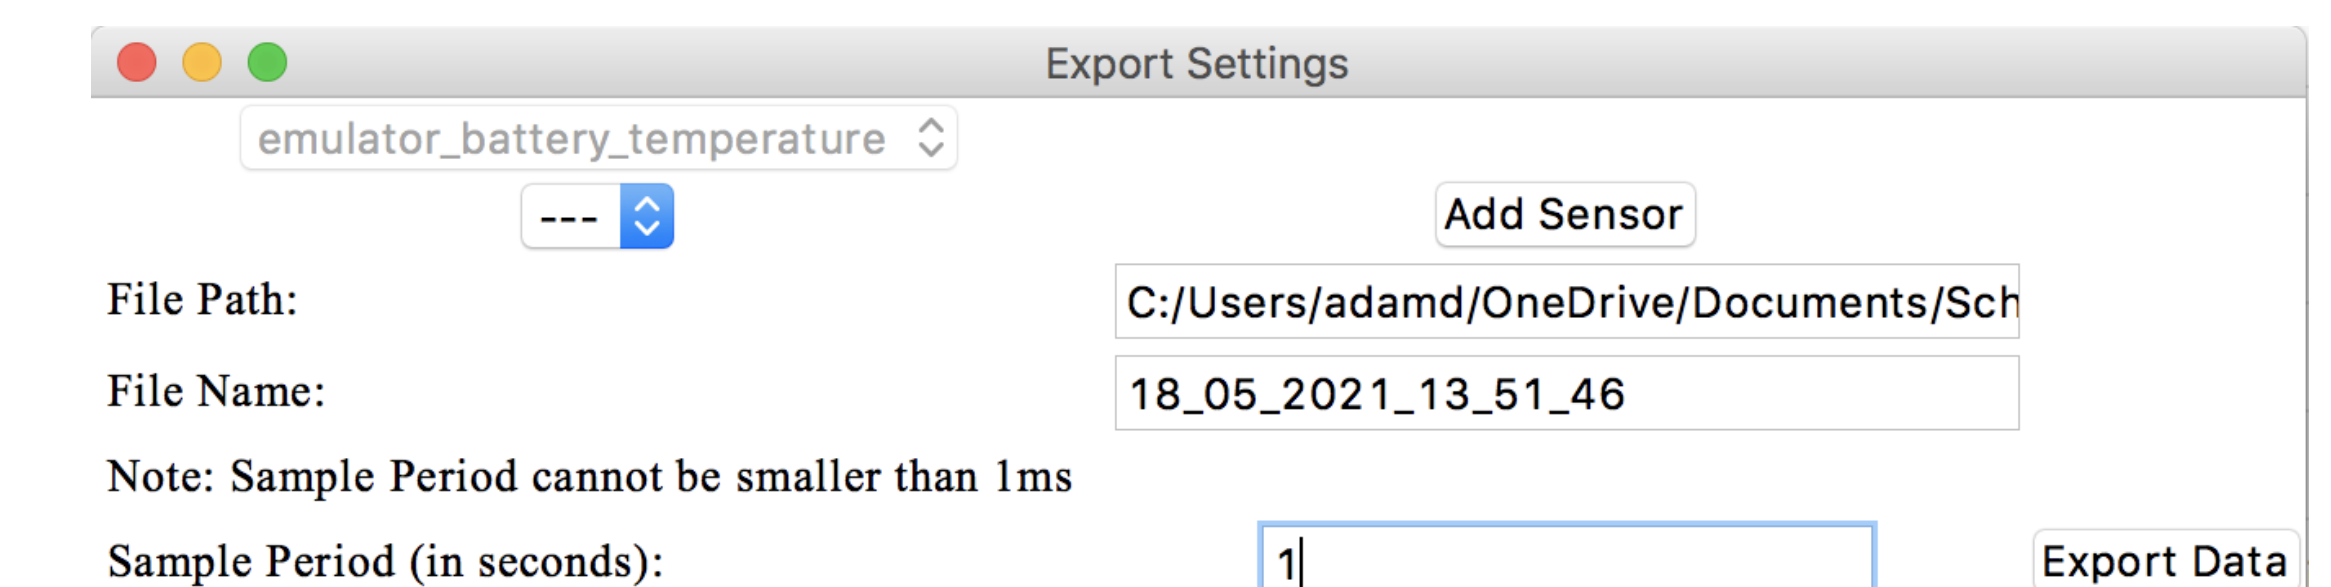 Export Settings
emulator_battery_temperature
---
Add Sensor
File Path:
C:/Users/adamd/OneDrive/Documents/Sch
File Name:
18_05_2021_13_51_46
Note: Sample Period cannot be smaller than 1ms
Sample Period (in seconds):
1
Export Data